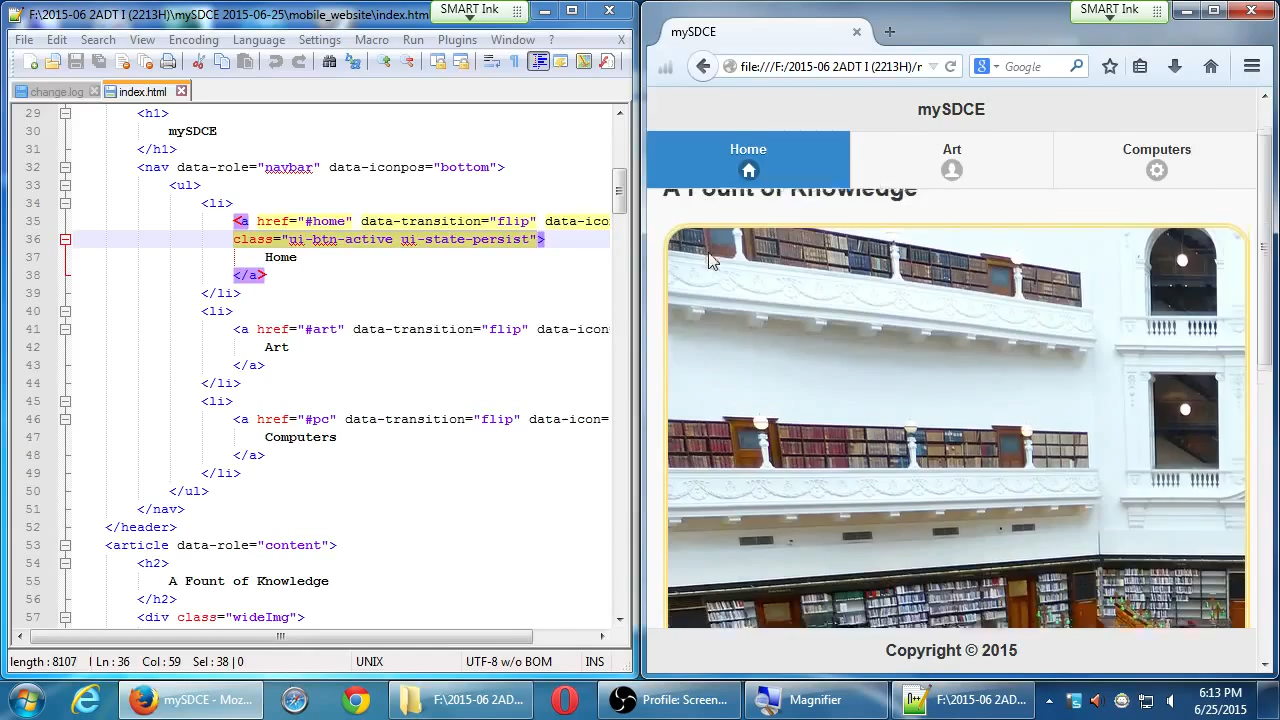 F:\2015-06 2ADT I (2213H)\mySDCE 2015-06-25\mobile_website\index.htm
SMART Ink
File Edit Search View Encoding Language Settings Macro Run Plugins Window ? X
change.log index.html
29 <h1>
30 mySDCE
31 </h1>
32 <nav data-role="navbar" data-iconpos="bottom">
33 <ul>
34 <li>
35 <a href="#home" data-transition="flip" data-ico
36 class="ui-btn-active ui-state-persist">
37 Home
38 </a>
39 </li>
40 <li>
41 <a href="#art" data-transition="flip" data-icon
42 Art
43 </a>
44 </li>
45 <li>
46 <a href="#pc" data-transition="flip" data-icon=
47 Computers
48 </a>
49 </li>
50 </ul>
51 </nav>
52 </header>
53 <article data-role="content">
54 <h2>
55 A Fount of Knowledge
56 </h2>
57 <div class="wideImg">
length : 8107 l Ln : 36 Col : 59 Sel : 38 | 0 UNIX UTF-8 w/o BOM INS
SMART Ink
mySDCE
file:///F:/2015-06 2ADT I (2213H)/r
Google
mySDCE
Home Art Computers
A Fount of Knowledge
Copyright © 2015
mySDCE - Moz... F:\2015-06 2AD... Profile: Screen... Magnifier F:\2015-06 2AD...
6:13 PM
6/25/2015